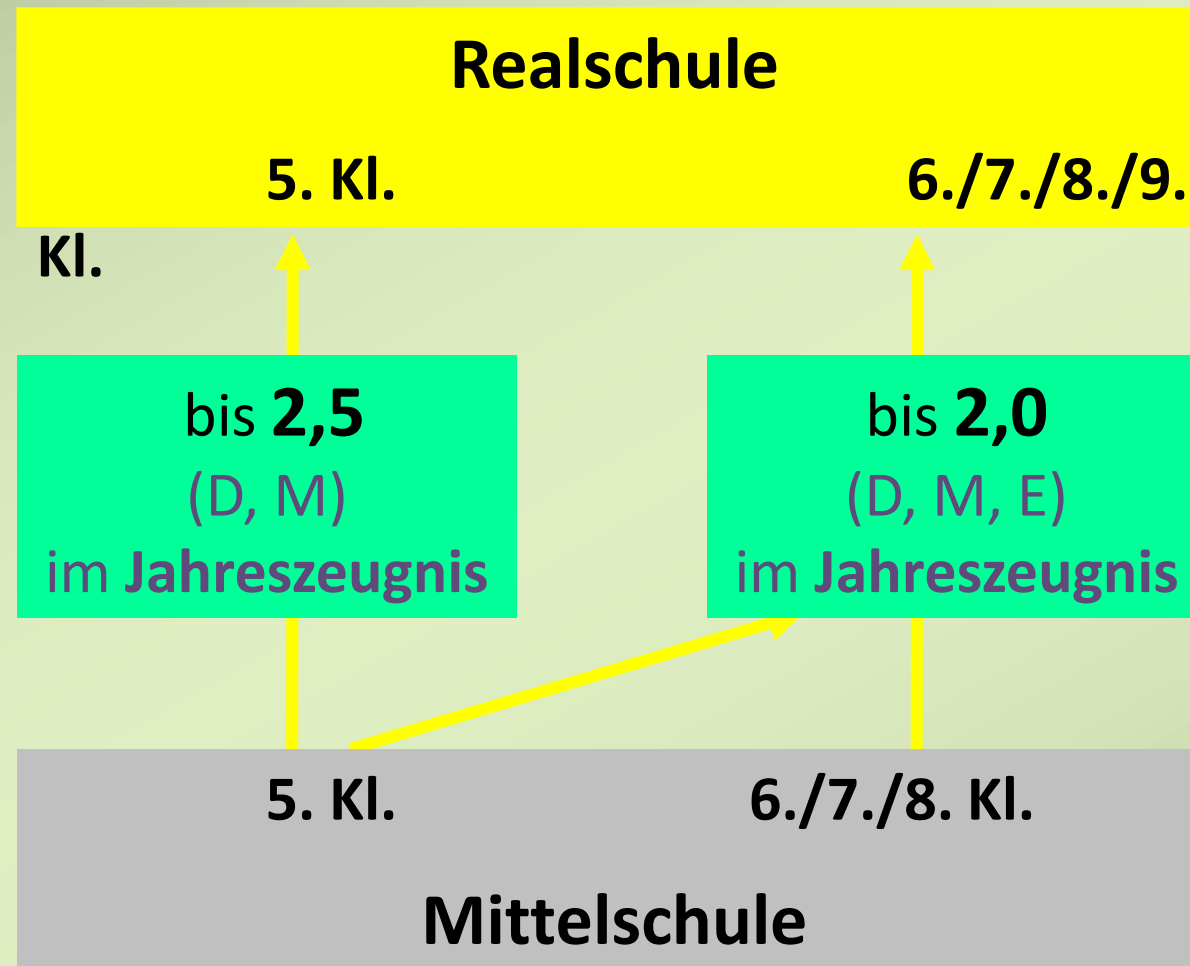 Realschule
5. Kl. 6./7./8./9.
Kl.
bis 2,5
(D, M)
im Jahreszeugnis
bis 2,0
(D, M, E)
im Jahreszeugnis
5. Kl. 6./7./8. Kl.
Mittelschule